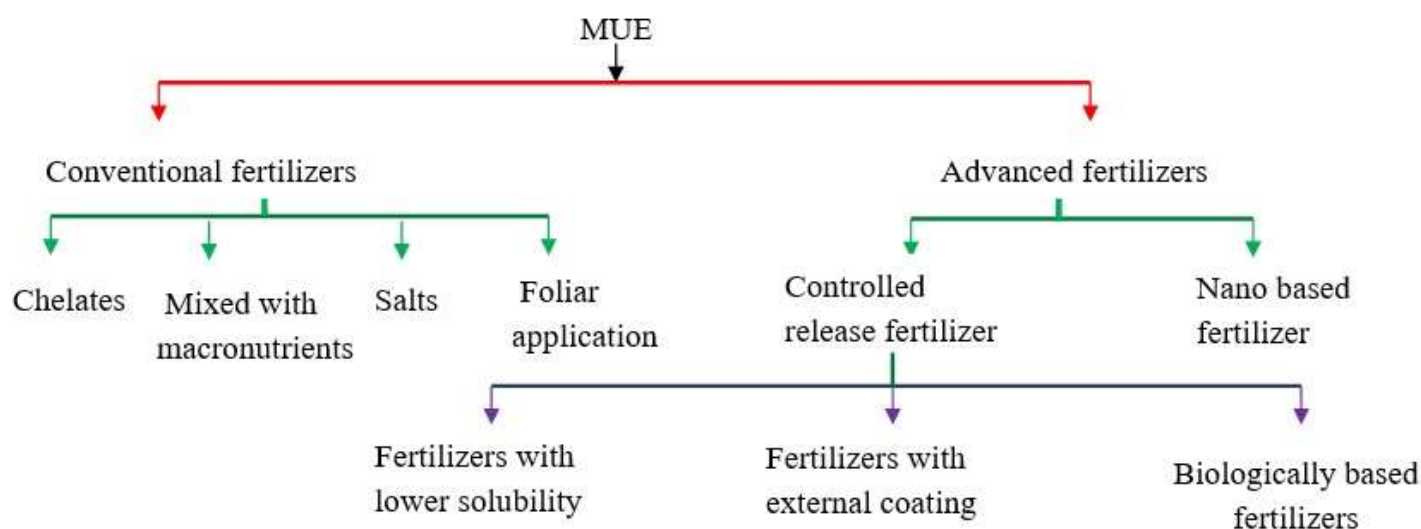 MUE
Conventional fertilizers
Advanced fertilizers
Chelates
Mixed with
macronutrients
Salts
Foliar
application
Controlled
release fertilizer
Nano based
fertilizer
Fertilizers with
lower solubility
Fertilizers with
external coating
Biologically based
fertilizers